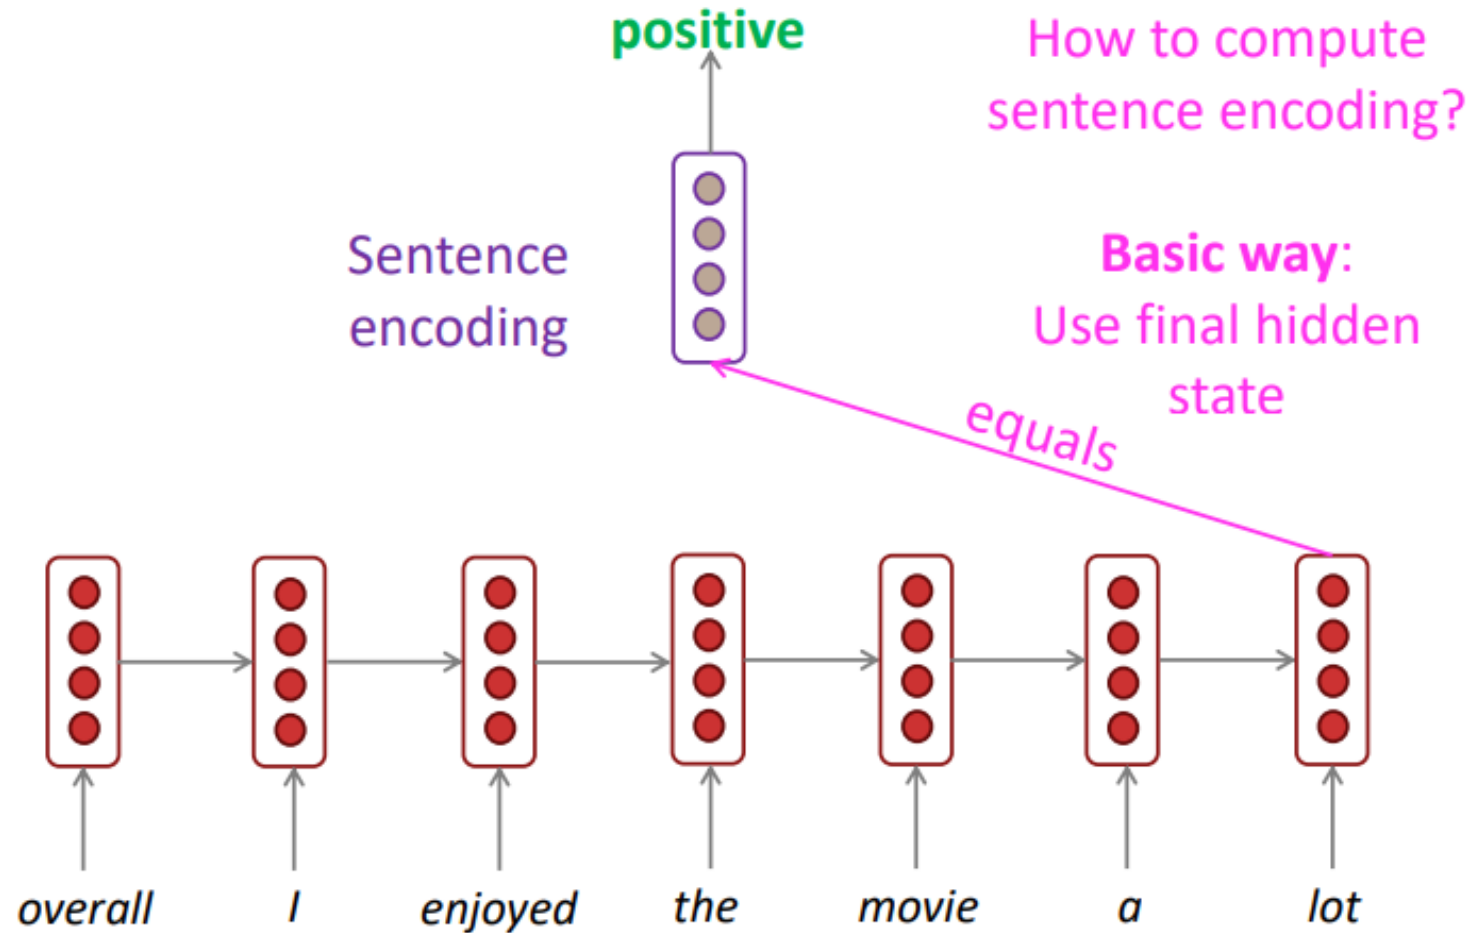 positive
How to compute
sentence encoding?
Sentence
encoding
Basic way:
Use final hidden
state
equals
overall I enjoyed the movie a lot